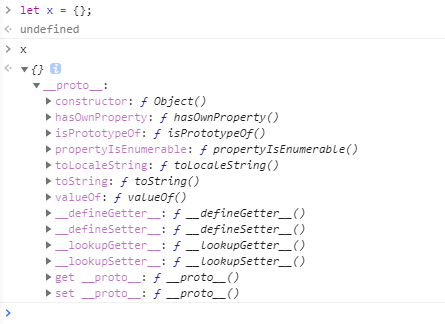 let x = {};
undefined
x
{} i
__proto__:
constructor: ƒ Object()
hasOwnProperty: ƒ hasOwnProperty()
isPrototypeOf: ƒ isPrototypeOf()
propertyIsEnumerable: ƒ propertyIsEnumerable()
toLocaleString: ƒ toLocaleString()
toString: ƒ toString()
valueOf: ƒ valueOf()
__defineGetter__: ƒ __defineGetter__()
__defineSetter__: ƒ __defineSetter__()
__lookupGetter__: ƒ __lookupGetter__()
__lookupSetter__: ƒ __lookupSetter__()
get __proto__: ƒ __proto__()
set __proto__: ƒ __proto__()